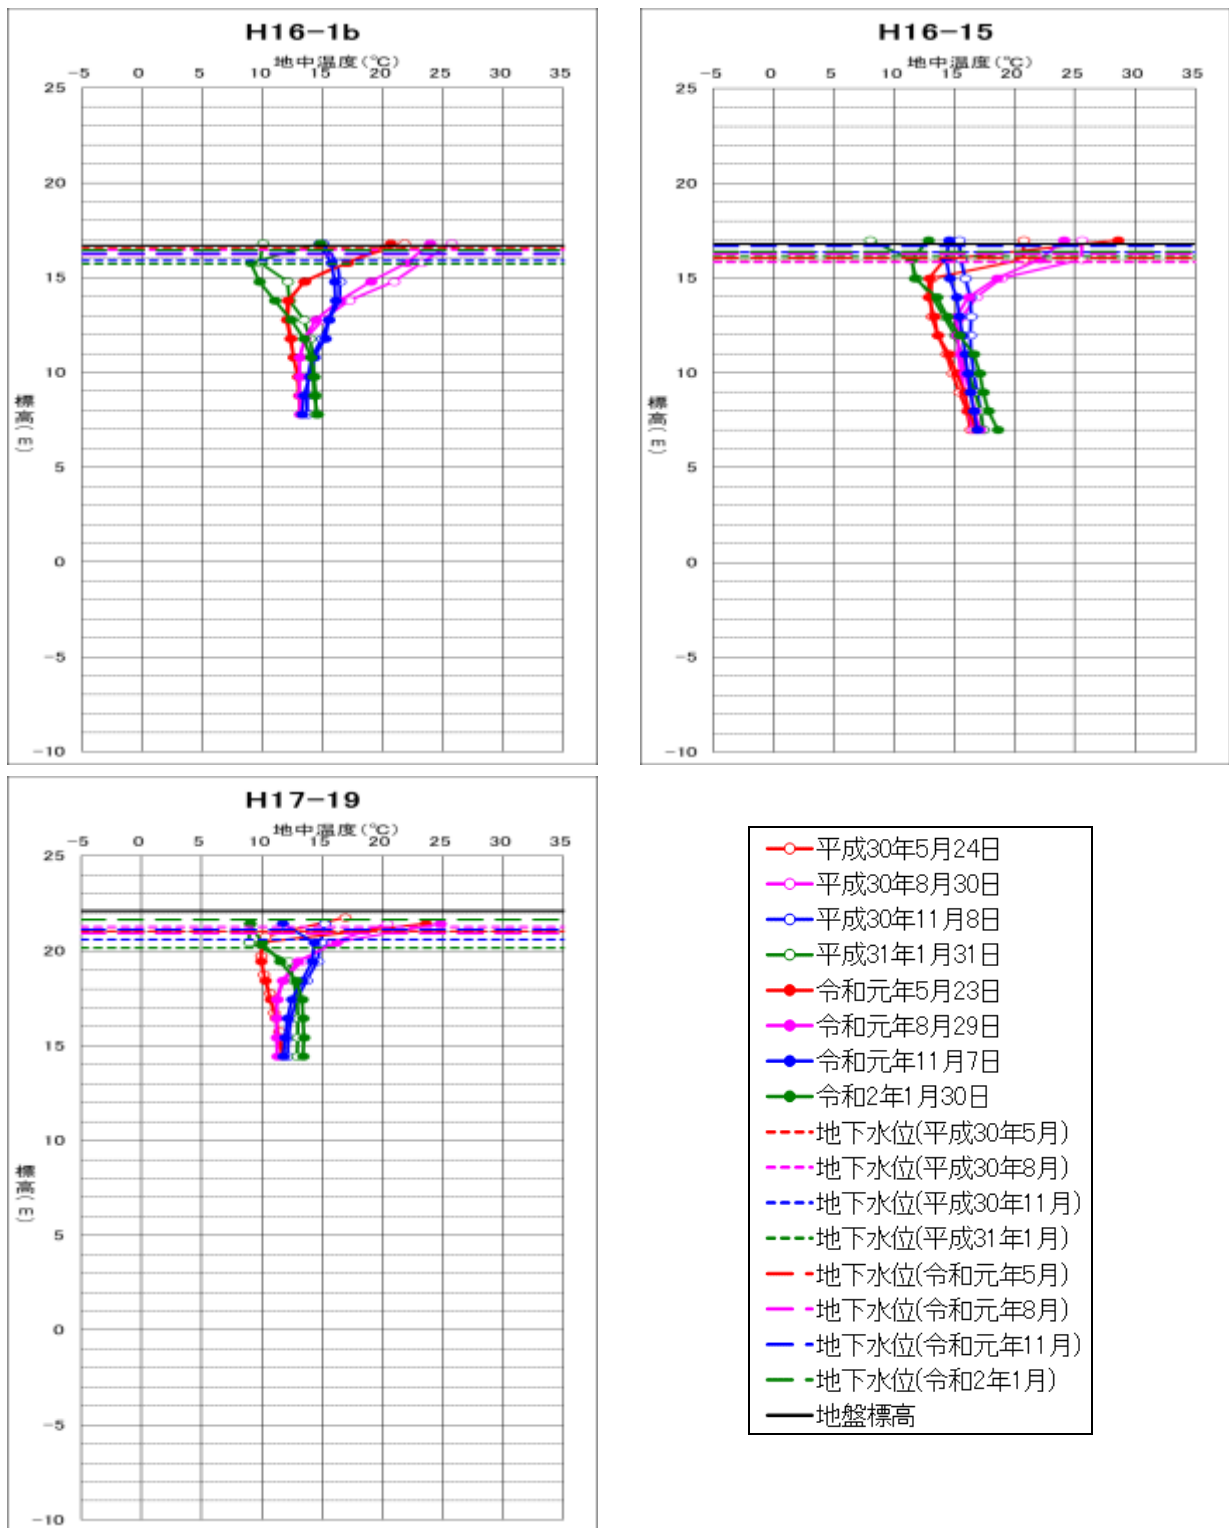 H16-1b
地中温度(℃)
-5 0 5 10 15 20 25 30 35
25
20
15
10
5
0
-5
-10
標高(m)
H16-15
地中温度(℃)
-5 0 5 10 15 20 25 30 35
25
20
15
10
5
0
-5
-10
標高(m)
H17-19
地中温度(℃)
-5 0 5 10 15 20 25 30 35
25
20
15
10
5
0
-5
-10
標高(m)
平成30年5月24日
平成30年8月30日
平成30年11月8日
平成31年1月31日
令和元年5月23日
令和元年8月29日
令和元年11月7日
令和2年1月30日
地下水位(平成30年5月)
地下水位(平成30年8月)
地下水位(平成30年11月)
地下水位(平成31年1月)
地下水位(令和元年5月)
地下水位(令和元年8月)
地下水位(令和元年11月)
地下水位(令和2年1月)
地盤標高